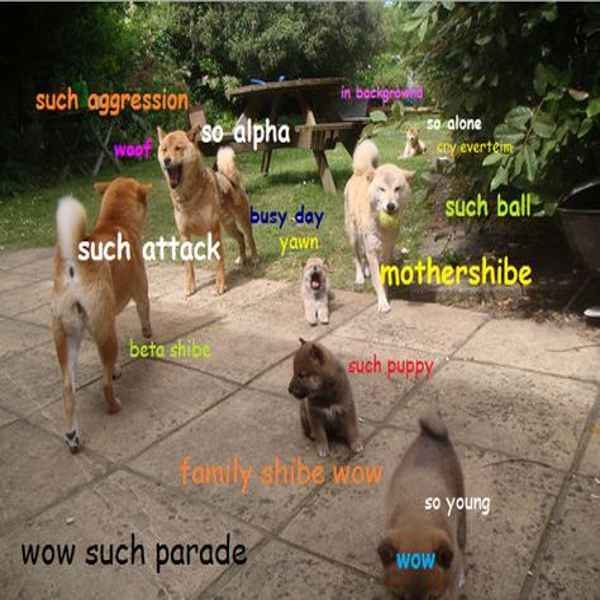 in background
such aggression
so alone
so alpha
woof
cry everteim
such ball
busy day
yawn
such attack
mothershibe
beta shibe
such puppy
family shibe wow
so young
wow such parade
wow